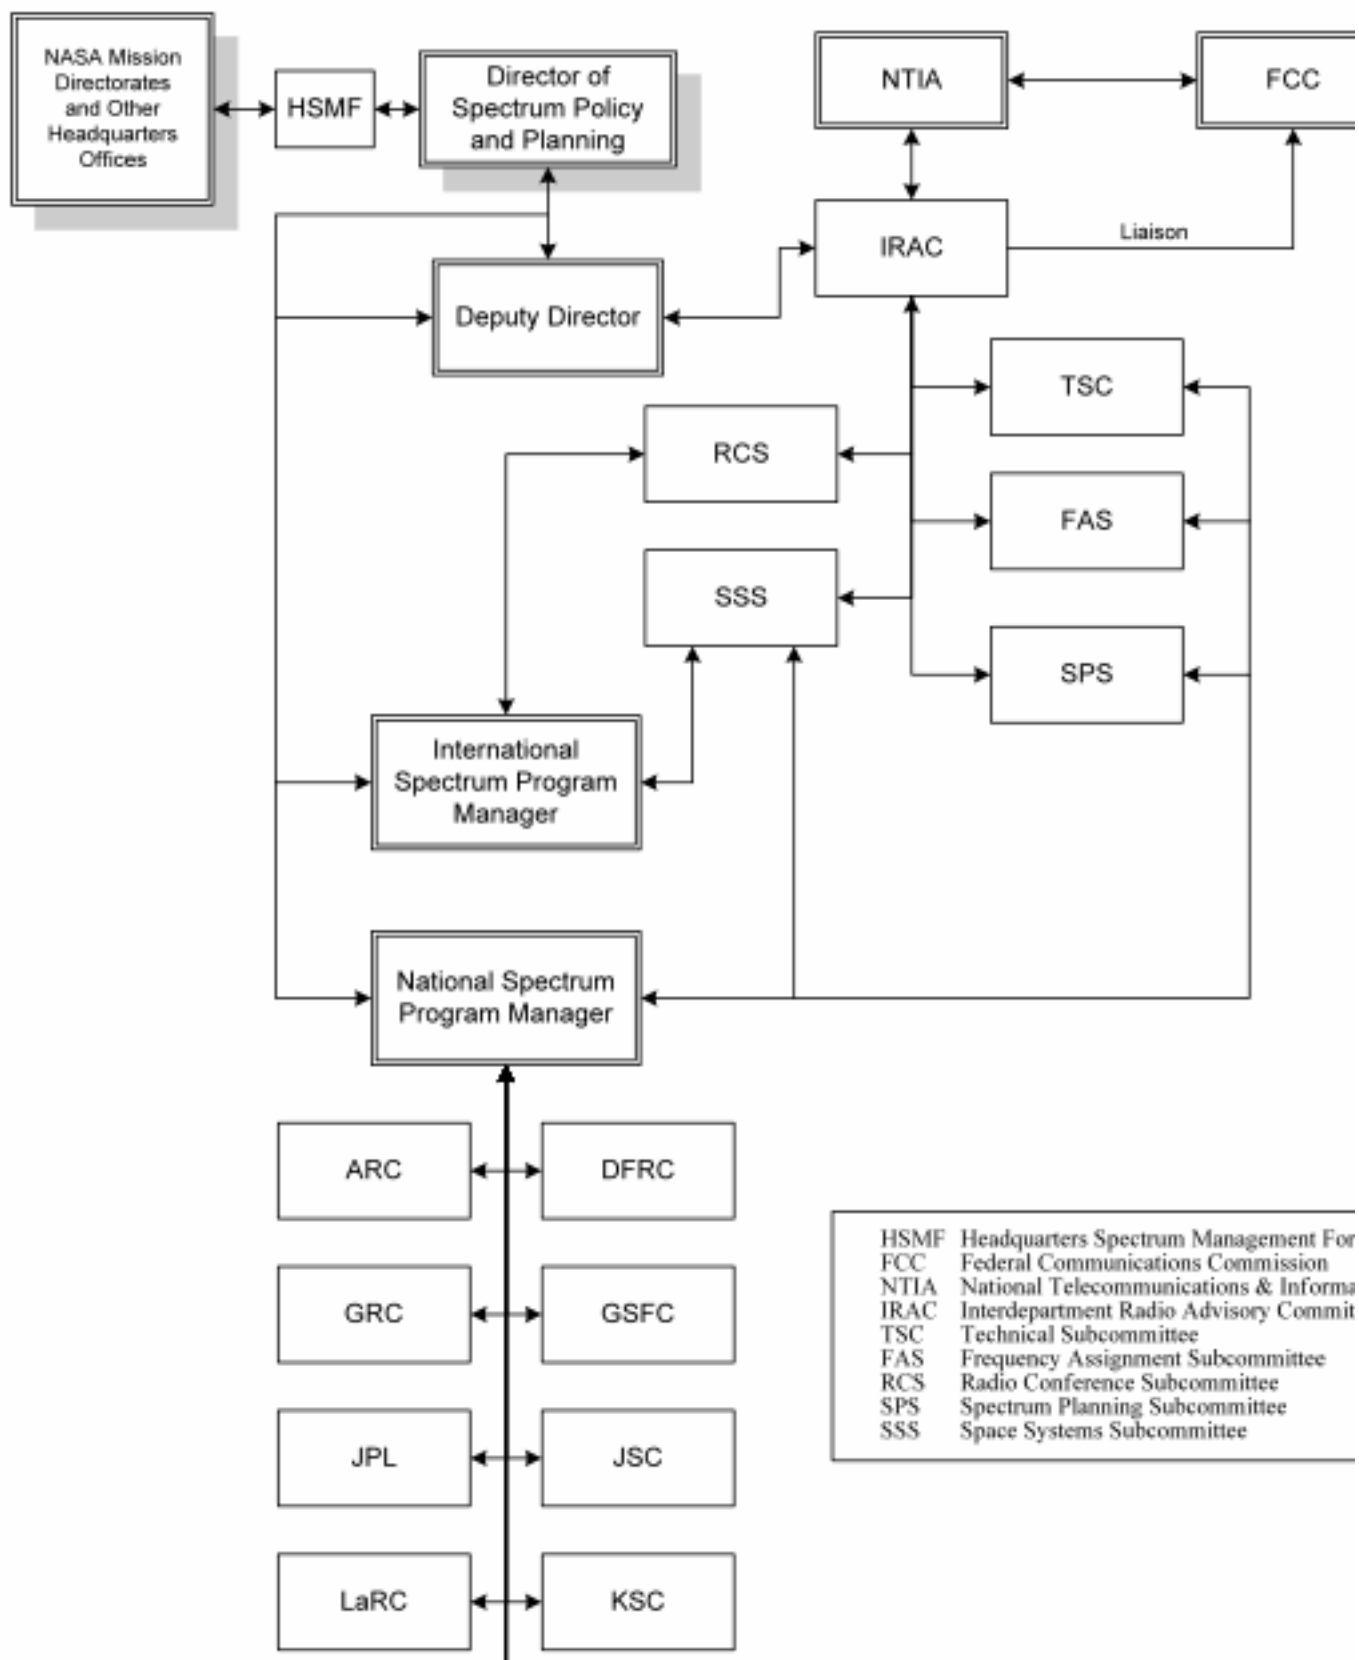 NASA Mission
Directorates
and Other
Headquarters
Offices
HSMF
Director of
Spectrum Policy
and Planning
NTIA
FCC
IRAC
Liaison
Deputy Director
TSC
RCS
FAS
SSS
SPS
International
Spectrum Program
Manager
National Spectrum
Program Manager
ARC
DFRC
GRC
GSFC
JPL
JSC
LaRC
KSC
HSMF Headquarters Spectrum Management For
FCC Federal Communications Commission
NTIA National Telecommunications & Informa
IRAC Interdepartment Radio Advisory Commit
TSC Technical Subcommittee
FAS Frequency Assignment Subcommittee
RCS Radio Conference Subcommittee
SPS Spectrum Planning Subcommittee
SSS Space Systems Subcommittee